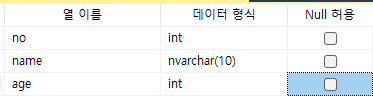 열 이름 데이터 형식 Null 허용
no int
name nvarchar(10)
age int